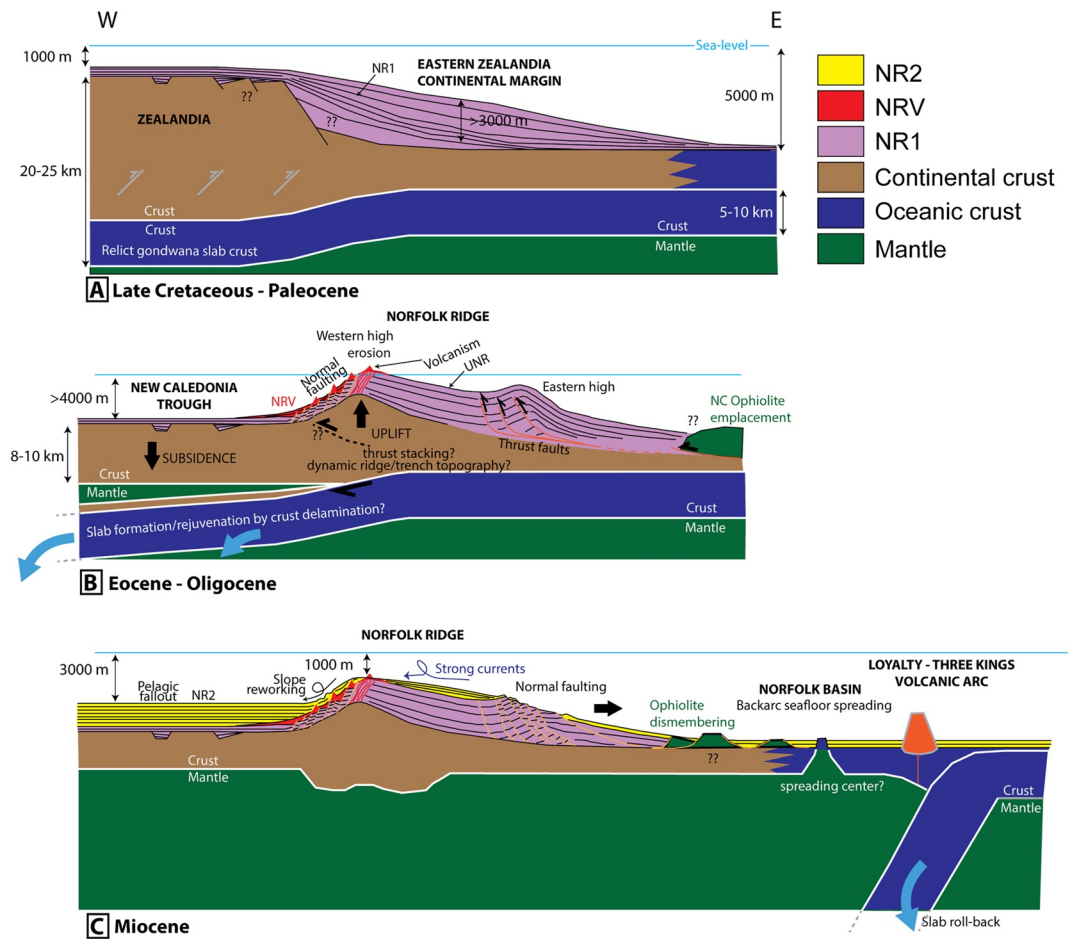 W
E
Sea-level
1000 m
NR1
EASTERN ZEALANDIA
CONTINENTAL MARGIN
5000 m
??
??
>3000 m
ZEALANDIA
20-25 km
Crust
Crust
Relict gondwana slab crust
5-10 km
Crust
Mantle
A Late Cretaceous - Paleocene
NR2
NRV
NR1
Continental crust
Oceanic crust
Mantle
NORFOLK RIDGE
Western high
erosion
Volcanism
UNR
Normal
faulting
Eastern high
>4000 m
NEW CALEDONIA
TROUGH
NRV
NC Ophiolite
emplacement
??
??
UPLIFT
Thrust faults
8-10 km
SUBSIDENCE
thrust stacking?
dynamic ridge/trench topography?
Crust
Mantle
Slab formation/rejuvenation by crust delamination?
Crust
Mantle
B Eocene - Oligocene
NORFOLK RIDGE
3000 m
1000 m
Strong currents
Slope
reworking
Pelagic
fallout
NR2
Normal faulting
LOYALTY - THREE KINGS
VOLCANIC ARC
NORFOLK BASIN
Backarc seafloor spreading
Ophiolite
dismembering
??
Crust
Mantle
spreading center?
Crust
Mantle
Slab roll-back
C Miocene